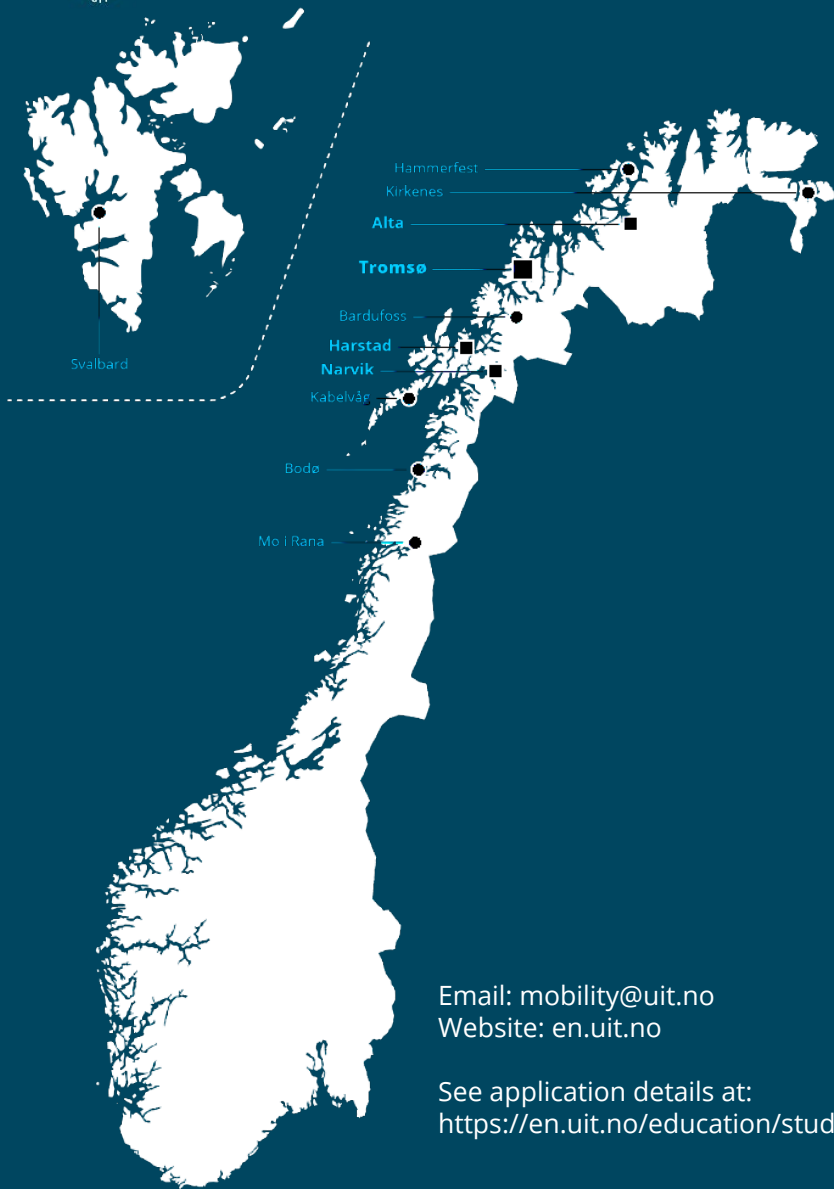 Hammerfest
Kirkenes
Alta
Tromsø
Bardufoss
Harstad
Narvik
Svalbard
Kabelvåg
Bodø
Mo i Rana
Email: mobility@uit.no
Website: en.uit.no
See application details at:
https://en.uit.no/education/stud